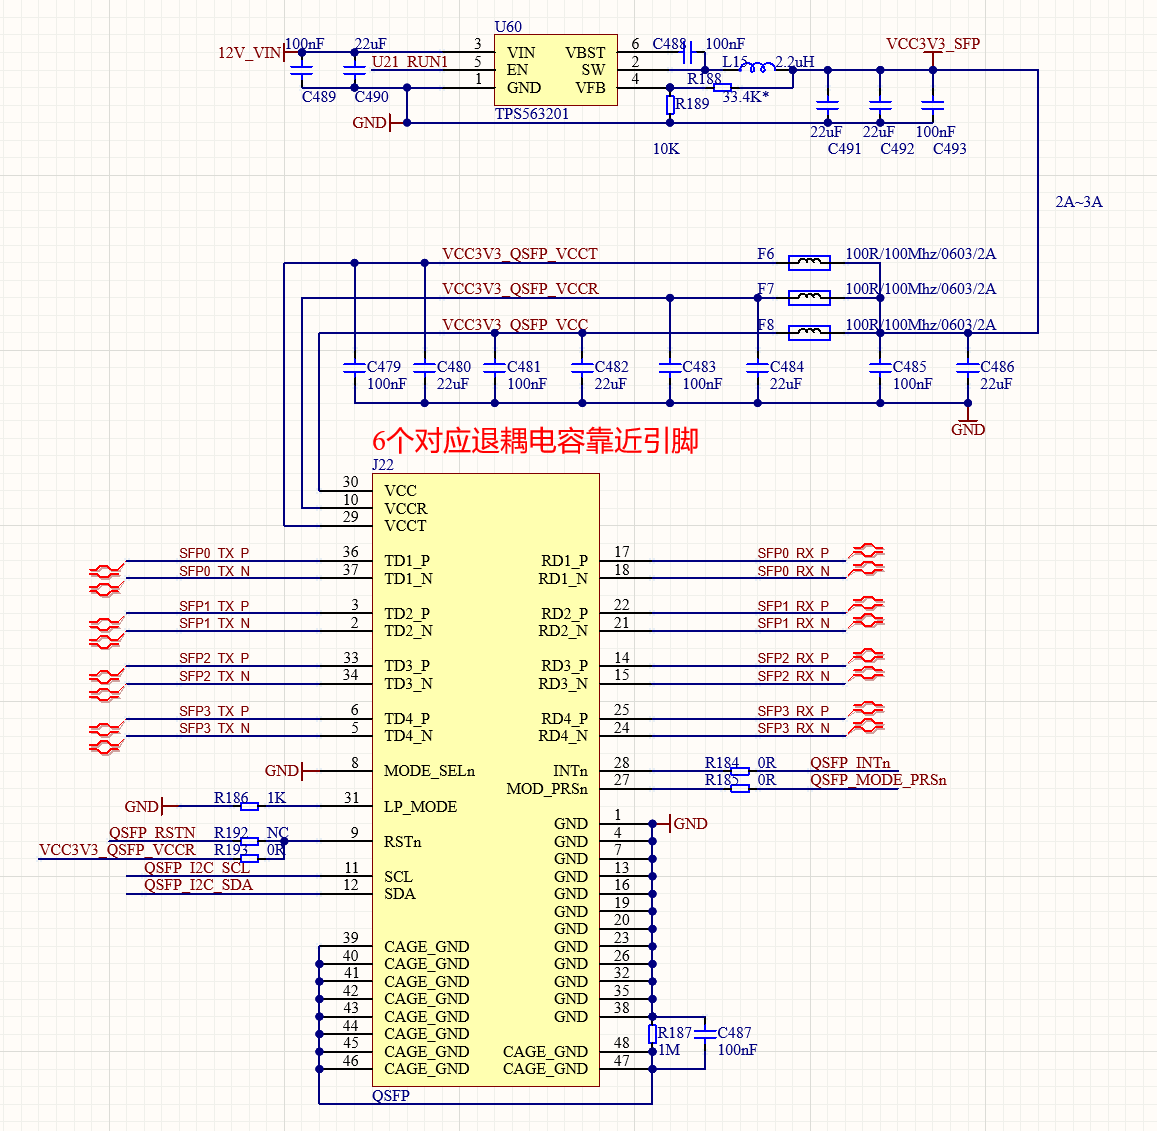 U60
12V_VIN 100nF 22uF 3 VIN VBST 6 C488 100nF VCC3V3_SFP
U21_RUN1 5 EN SW 2 L15 2.2uH
C489 C490 1 GND VFB 4 R188 33.4K*
R189
GND TPS563201
22uF 22uF 100nF
10K C491 C492 C493
2A~3A
VCC3V3_QSFP_VCCT F6 100R/100Mhz/0603/2A
VCC3V3_QSFP_VCCR F7 100R/100Mhz/0603/2A
VCC3V3_QSFP_VCC F8 100R/100Mhz/0603/2A
C479 C480 C481 C482 C483 C484 C485 C486
100nF 22uF 100nF 22uF 100nF 22uF 100nF 22uF
GND
6个对应退耦电容靠近引脚
J22
30 VCC
10 VCCR
29 VCCT
SFP0_TX_P 36 TD1_P RD1_P 17 SFP0_RX_P
SFP0_TX_N 37 TD1_N RD1_N 18 SFP0_RX_N
SFP1_TX_P 3 TD2_P RD2_P 22 SFP1_RX_P
SFP1_TX_N 2 TD2_N RD2_N 21 SFP1_RX_N
SFP2_TX_P 33 TD3_P RD3_P 14 SFP2_RX_P
SFP2_TX_N 34 TD3_N RD3_N 15 SFP2_RX_N
SFP3_TX_P 6 TD4_P RD4_P 25 SFP3_RX_P
SFP3_TX_N 5 TD4_N RD4_N 24 SFP3_RX_N
GND 8 MODE_SELn INTn 28 R184 0R QSFP_INTn
MOD_PRSn 27 R185 0R QSFP_MODE_PRSn
GND R186 1K 31 LP_MODE
GND 1 GND
QSFP_RSTN R192 NC 9 RSTn GND 4
VCC3V3_QSFP_VCCR R193 0R GND 7
QSFP_I2C_SCL 11 SCL GND 13
QSFP_I2C_SDA 12 SDA GND 16
GND 19
GND 20
39 CAGE_GND GND 23
40 CAGE_GND GND 26
41 CAGE_GND GND 32
42 CAGE_GND GND 35
43 CAGE_GND GND 38
44 CAGE_GND R187 C487
45 CAGE_GND CAGE_GND 48 1M 100nF
46 CAGE_GND CAGE_GND 47
QSFP